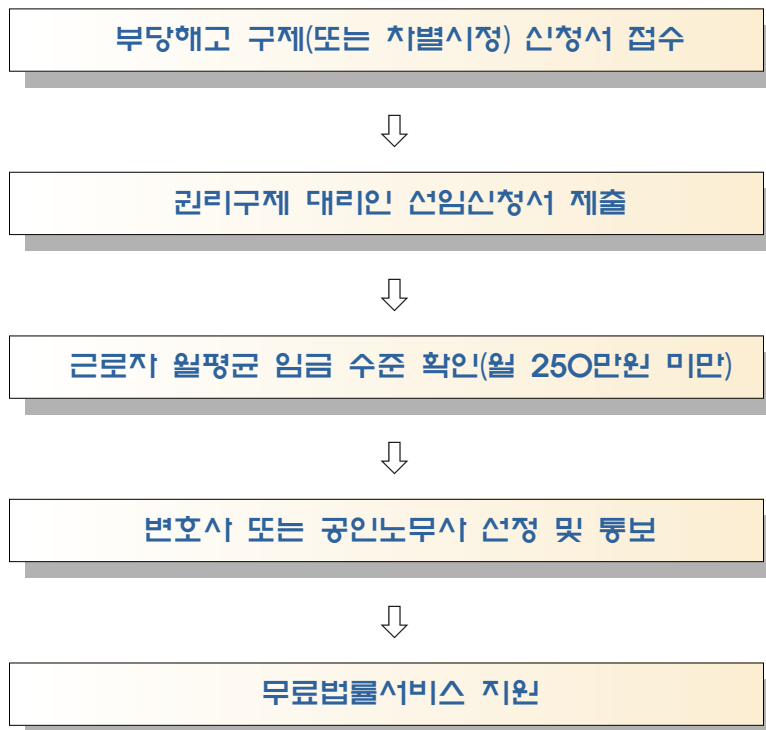 부당해고 구제(또는 차별시정) 신청서 접수
권리구제 대리인 선임신청서 제출
근로자 월평균 임금 수준 확인(월 250만원 미만)
변호사 또는 공인노무사 선정 및 통보
무료법률서비스 지원